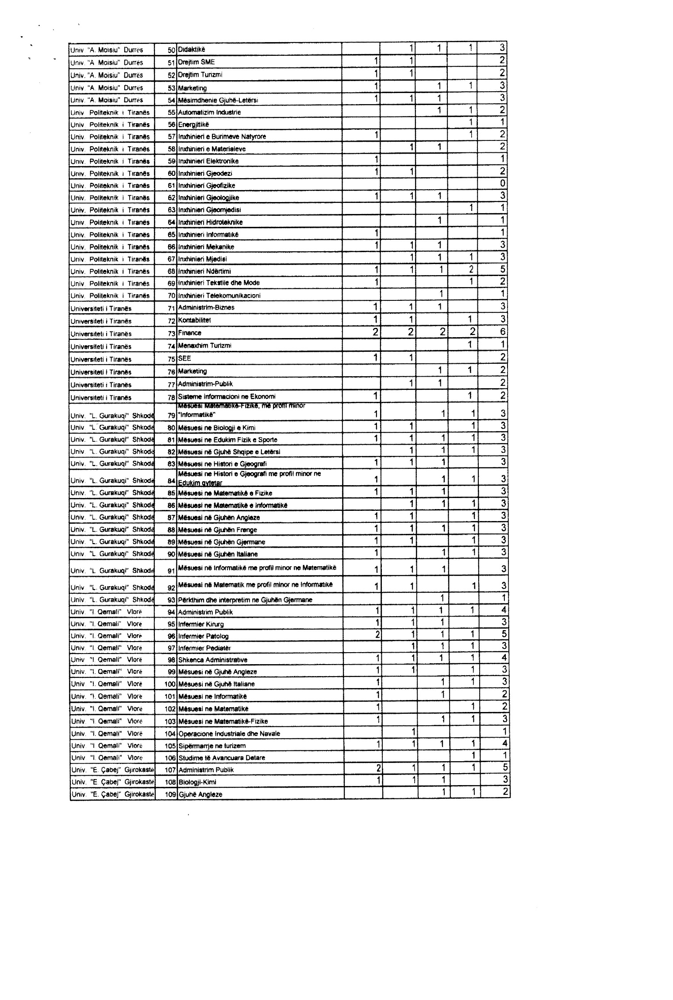 Univ "A. Moisiu" Durrës 50 Didaktikë 1 1 1 3
Univ. "A Moisiu" Durrës 51 Drejtim SME 1 1 2
Univ. "A. Moisiu" Durrës 52 Drejtim Turizmi 1 1 2
Univ. "A. Moisiu" Durrës 53 Marketing 1 1 1 3
Univ. "A. Moisiu" Durrës 54 Mësimdhenie Gjuhë-Letërsi 1 1 1 3
Univ Politeknik i Tiranës 55 Automatizim Industrie 1 1 2
Univ. Politeknik i Tiranës 56 Energjitikë 1 1
Univ. Politeknik i Tiranës 57 Inxhinieri e Burimeve Natyrore 1 1 2
Univ. Politeknik i Tiranës 58 Inxhinieri e Materialeve 1 1 2
Univ. Politeknik i Tiranës 59 Inxhinieri Elektronike 1 1
Univ. Politeknik i Tiranës 60 Inxhinieri Gjeodezi 1 1 2
Univ. Politeknik i Tiranës 61 Inxhinieri Gjeofizike 0
Univ. Politeknik i Tiranës 62 Inxhinieri Gjeologjike 1 1 1 3
Univ. Politeknik i Tiranës 63 Inxhinieri Gjeomjedisi 1 1
Univ. Politeknik i Tiranës 64 Inxhinieri Hidroteknike 1 1
Univ. Politeknik i Tiranës 65 Inxhinieri Informatikë 1 1
Univ. Politeknik i Tiranës 66 Inxhinieri Mekanike 1 1 1 3
Univ. Politeknik i Tiranës 67 Inxhinieri Mjedisi 1 1 1 3
Univ. Politeknik i Tiranës 68 Inxhinieri Ndërtimi 1 1 1 2 5
Univ. Politeknik i Tiranës 69 Inxhinieri Tekstile dhe Mode 1 1 2
Univ. Politeknik i Tiranës 70 Inxhinieri Telekomunikacioni 1 1
Universiteti i Tiranës 71 Administrim-Biznes 1 1 1 3
Universiteti i Tiranës 72 Kontabilitet 1 1 1 3
Universiteti i Tiranës 73 Finance 2 2 2 2 6
Universiteti i Tiranës 74 Menaxhim Turizmi 1 1
Universiteti i Tiranës 75 SEE 1 1 2
Universiteti i Tiranës 76 Marketing 1 1 2
Universiteti i Tiranës 77 Administrim-Publik 1 1 2
Universiteti i Tiranës 78 Sisteme informacioni ne Ekonomi 1 1 2
Mësuesi Matematikë-Fizikë, me profil minor
Univ. "L. Gurakuqi" Shkodë 79 "Informatikë" 1 1 1 3
Univ "L. Gurakuqi" Shkodë 80 Mësuesi ne Biologji e Kimi 1 1 1 3
Univ. "L. Gurakuqi" Shkodë 81 Mësuesi ne Edukim Fizik e Sporte 1 1 1 1 3
Univ. "L. Gurakuqi" Shkodë 82 Mësuesi në Gjuhë Shqipe e Letërsi 1 1 1 3
Univ. "L. Gurakuqi" Shkodë 83 Mësuesi ne Histori e Gjeografi 1 1 1 3
Mësuesi ne Histori e Gjeografi me profil minor ne
Univ. "L. Gurakuqi" Shkodë 84 Edukim qytetar 1 1 1 3
Univ. "L. Gurakuqi" Shkodë 85 Mësuesi ne Matematikë e Fizike 1 1 1 3
Univ. "L. Gurakuqi" Shkodë 86 Mësuesi ne Matematikë e Informatikë 1 1 1 3
Univ. "L. Gurakuqi" Shkodë 87 Mësuesi në Gjuhën Angleze 1 1 1 3
Univ. "L. Gurakuqi" Shkodë 88 Mësuesi në Gjuhën Frenge 1 1 1 1 3
Univ. "L. Gurakuqi" Shkodë 89 Mësuesi në Gjuhën Gjermane 1 1 1 3
Univ. "L. Gurakuqi" Shkodë 90 Mësuesi në Gjuhën Italiane 1 1 1 3
Univ. "L Gurakuqi" Shkodë 91 Mësuesi në Informatikë me profil minor ne Matematikë 1 1 1 3
Univ "L. Gurakuqi" Shkodë 92 Mësuesi në Matematik me profil minor ne Informatikë 1 1 1 3
Univ. "L. Gurakuqi" Shkodë 93 Përkthim dhe interpretim ne Gjuhën Gjermane 1 1
Univ. "I. Qemali" Vlorë 94 Administrim Publik 1 1 1 1 4
Univ. "I. Qemali" Vlorë 95 Infermier Kirurg 1 1 1 3
Univ. "I. Qemali" Vlorë 96 Infermier Patolog 2 1 1 1 5
Univ. "I. Qemali" Vlorë 97 Infermier Pediatër 1 1 1 3
Univ "I Qemali" Vlorë 98 Shkenca Administrative 1 1 1 1 4
Univ. "I. Qemali" Vlorë 99 Mësuesi në Gjuhë Angleze 1 1 1 3
Univ "I. Qemali" Vlorë 100 Mësuesi në Gjuhë Italiane 1 1 1 3
Univ. "I. Qemali" Vlorë 101 Mësuesi ne Informatikë 1 1 2
Univ. "I. Qemali" Vlorë 102 Mësuesi ne Matematikë 1 1 2
Univ. "I Qemali" Vlorë 103 Mësuesi ne Matematikë-Fizike 1 1 1 3
Univ. "I. Qemali" Vlorë 104 Operacione Industriale dhe Navale 1 1
Univ. "I Qemali" Vlorë 105 Sipërmarrje ne turizem 1 1 1 1 4
Univ "I. Qemali" Vlore 106 Studime të Avancuara Detare 1 1
Univ. "E. Çabej" Gjirokastë 107 Administrim Publik 2 1 1 1 5
Univ. "E Çabej" Gjirokastë 108 Biologji-Kimi 1 1 1 3
Univ. "E. Çabej" Gjirokastë 109 Gjuhë Angleze 1 1 2